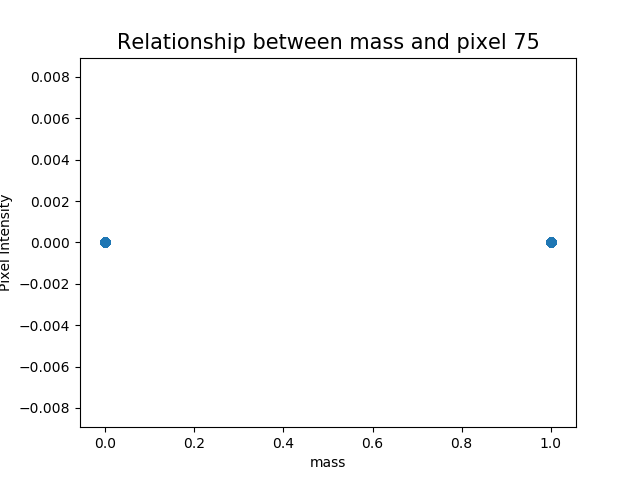 Relationship between mass and pixel 75
0.008
0.006
0.004
0.002
0.000
−0.002
−0.004
−0.006
−0.008
Pixel Intensity
0.0 0.2 0.4 0.6 0.8 1.0
mass